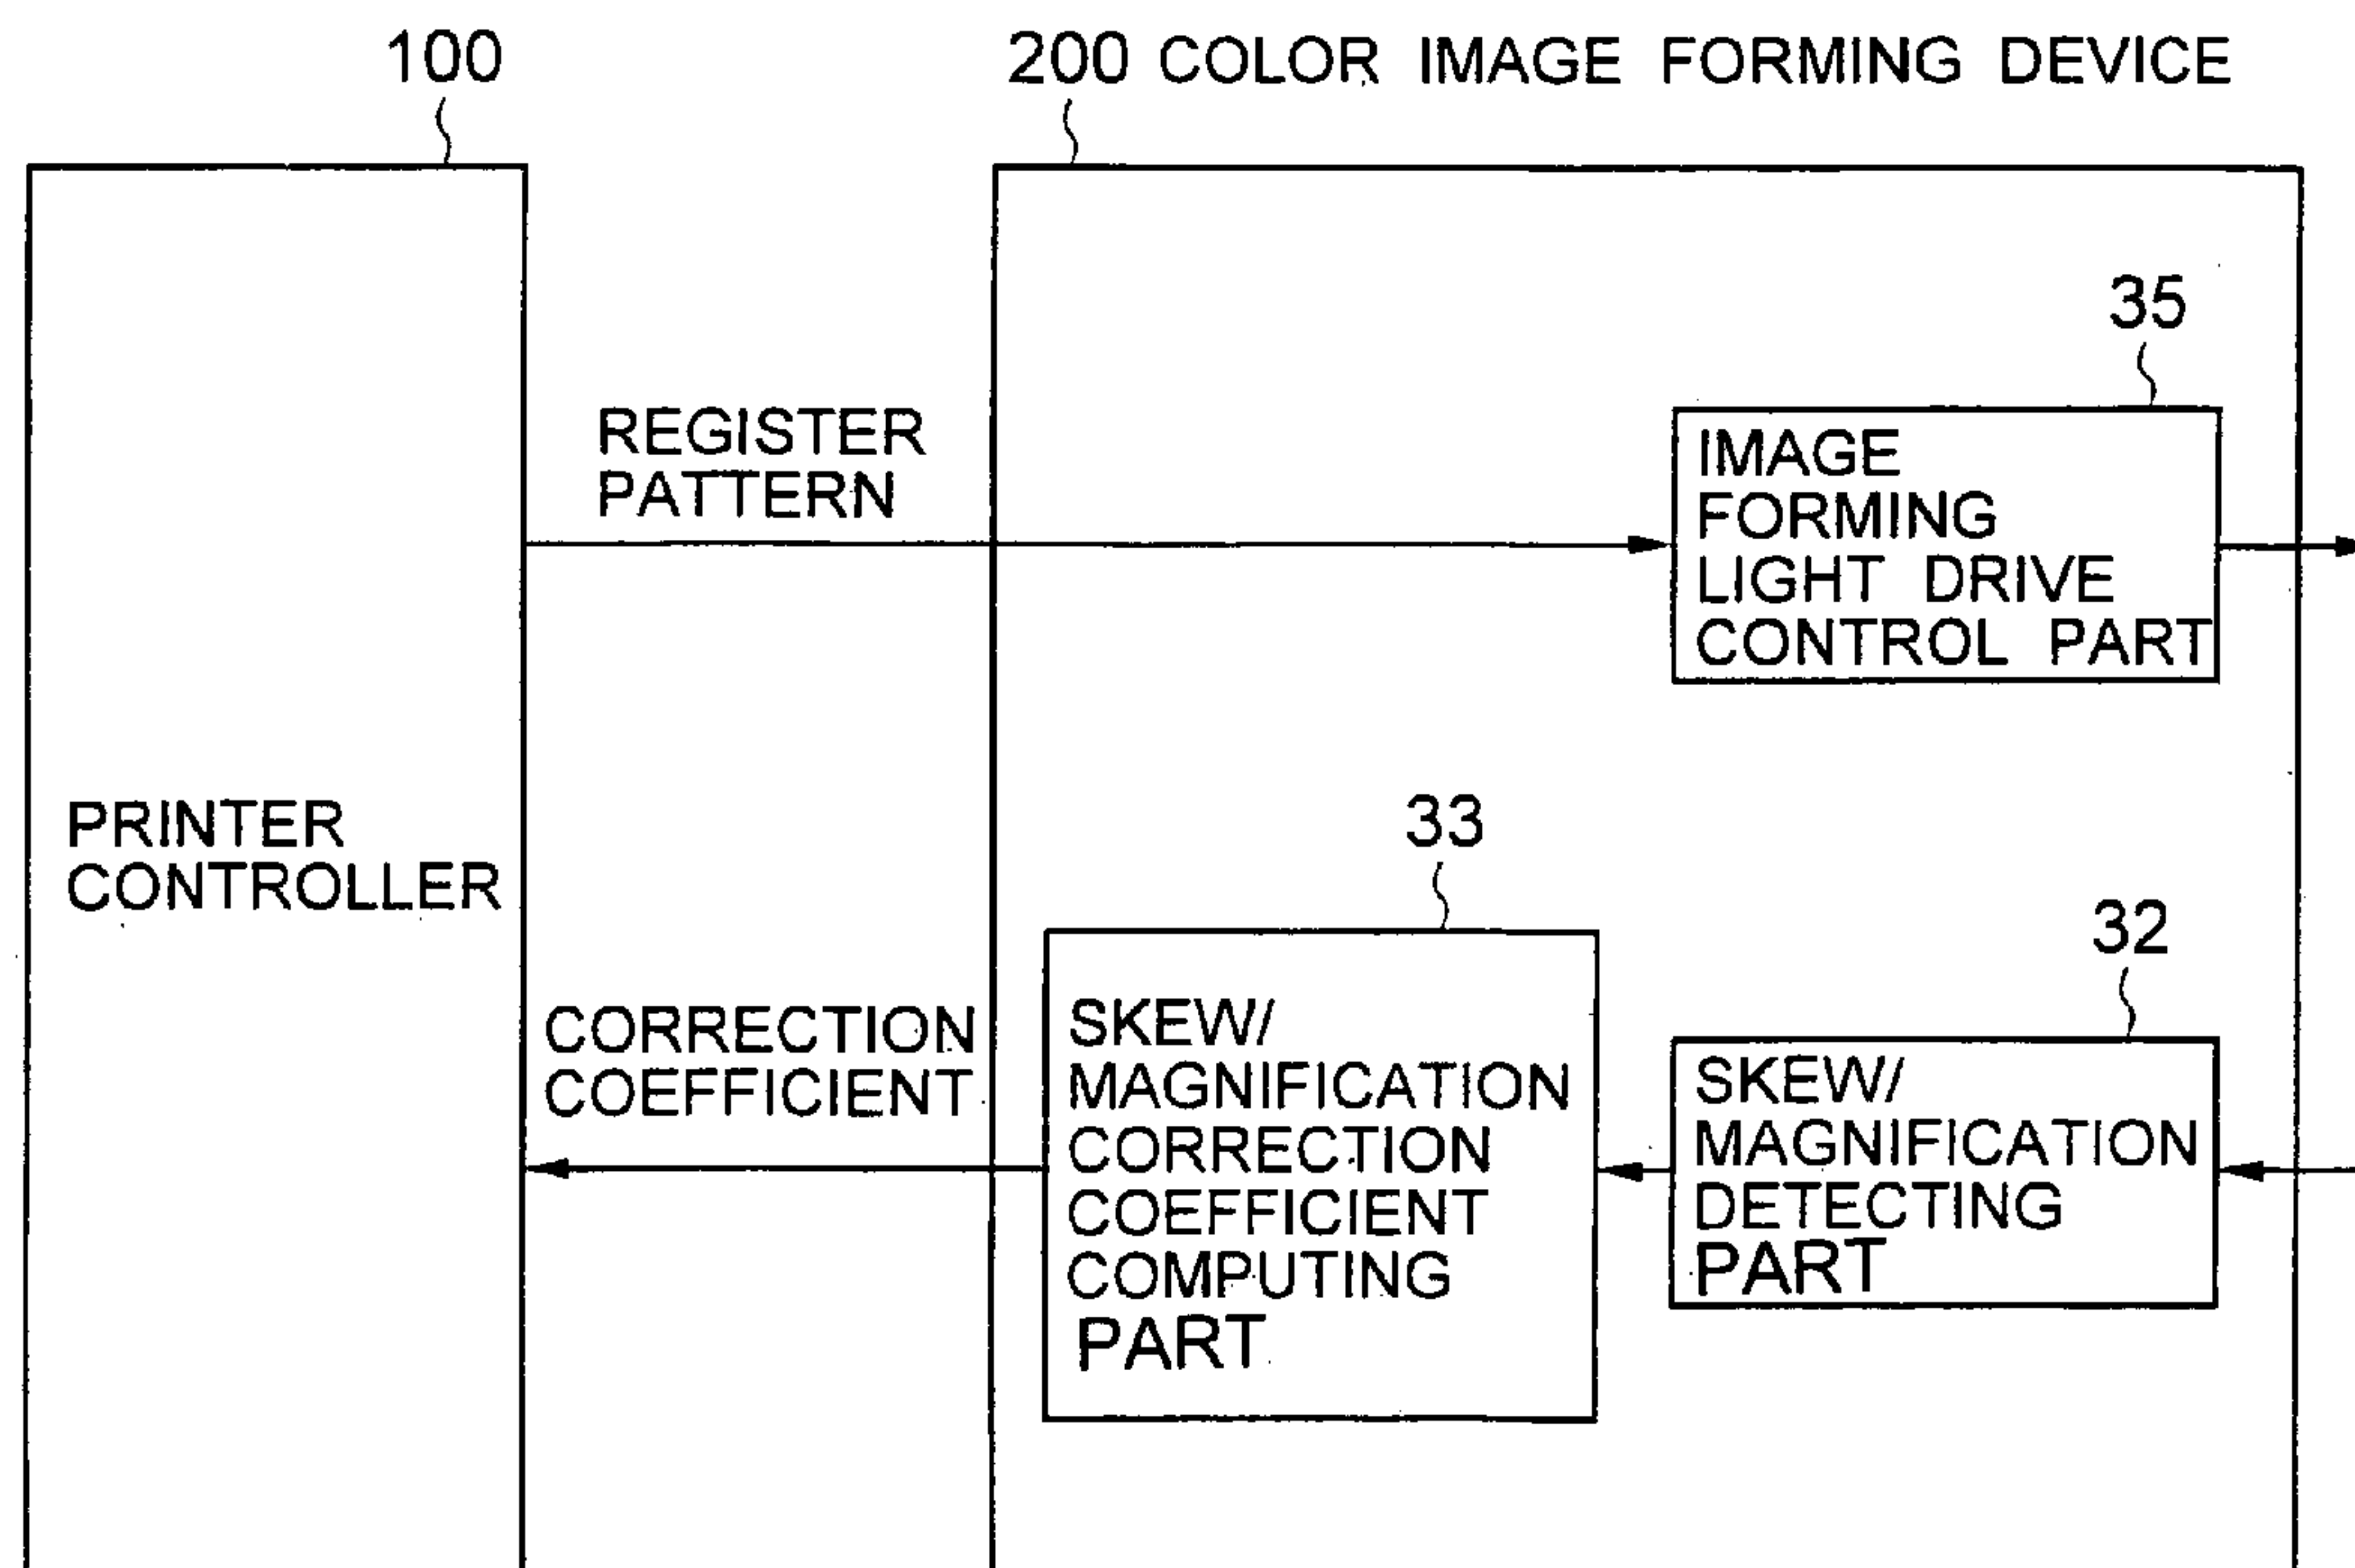 100
200 COLOR IMAGE FORMING DEVICE
35
REGISTER
PATTERN
IMAGE
FORMING
LIGHT DRIVE
CONTROL PART
PRINTER
CONTROLLER
33
32
CORRECTION
COEFFICIENT
SKEW/
MAGNIFICATION
CORRECTION
COEFFICIENT
COMPUTING
PART
SKEW/
MAGNIFICATION
DETECTING
PART